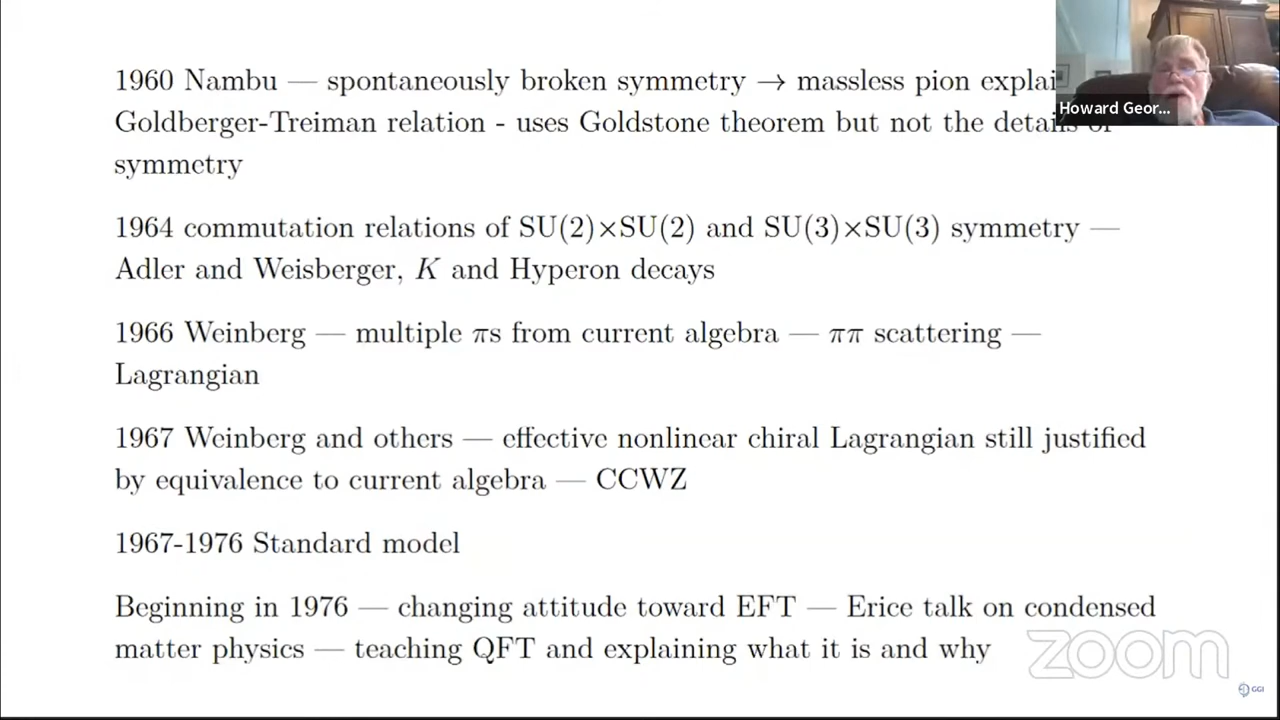 1960 Nambu — spontaneously broken symmetry → massless pion explai
Goldberger-Treiman relation - uses Goldstone theorem but not the details of
symmetry
1964 commutation relations of SU(2)×SU(2) and SU(3)×SU(3) symmetry —
Adler and Weisberger, K and Hyperon decays
1966 Weinberg — multiple πs from current algebra — ππ scattering —
Lagrangian
1967 Weinberg and others — effective nonlinear chiral Lagrangian still justified
by equivalence to current algebra — CCWZ
1967-1976 Standard model
Beginning in 1976 — changing attitude toward EFT — Erice talk on condensed
matter physics — teaching QFT and explaining what it is and why
Howard Geor...
zoom
GGI